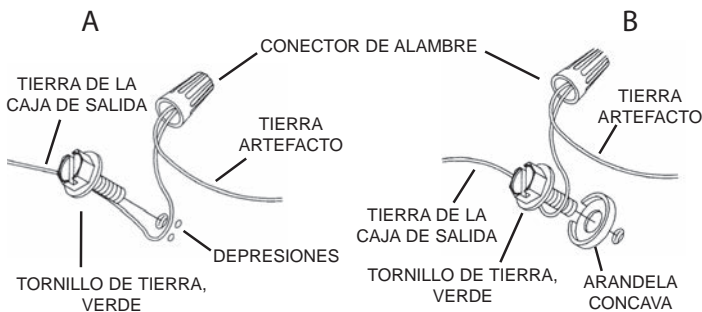 A
B
CONECTOR DE ALAMBRE
TIERRA DE LA
CAJA DE SALIDA
TIERRA
ARTEFACTO
TIERRA
ARTEFACTO
DEPRESIONES
TORNILLO DE TIERRA,
VERDE
TIERRA DE LA
CAJA DE SALIDA
TORNILLO DE TIERRA,
VERDE
ARANDELA
CONCAVA